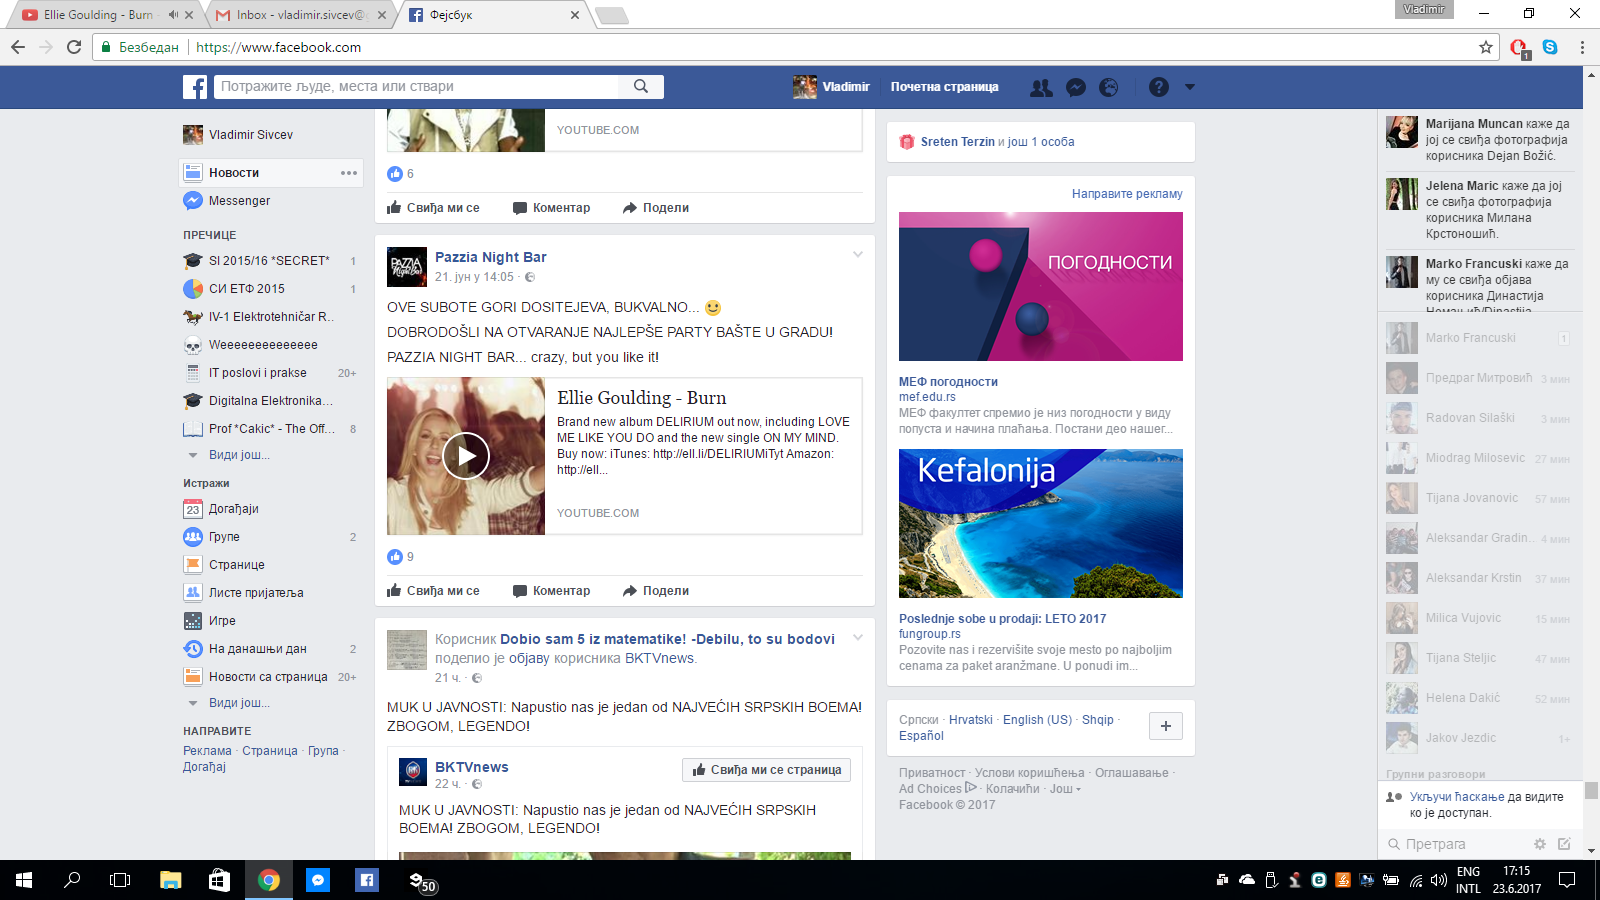 Ellie Goulding - Burn -
Inbox - vladimir.sivcev@g
Фејсбук
Vladimir
Безбедан
https://www.facebook.com
1
Потражите људе, места или ствари
Vladimir
Почетна страница
Vladimir Sivcev
Новости
Messenger
ПРЕЧИЦЕ
SI 2015/16 *SECRET* 1
СИ ЕТФ 2015 1
IV-1 Elektrotehničar R..
Weeeeeeeeeeeeee
IT poslovi i prakse 20+
Digitalna Elektronika...
Prof *Cakic* - The Off... 8
Види још...
Истражи
23 Догађаји
Групе 2
Странице
Листе пријатеља
Игре
На данашњи дан 2
Новости са страница 20+
Види још...
НАПРАВИТЕ
Реклама · Страница · Група ·
Догађај
YOUTUBE.COM
6
Свиђа ми се Коментар Подели
PAZZIA
Pazzia Night Bar
21. јун у 14:05 ·
OVE SUBOTE GORI DOSITEJEVA, BUKVALNO...
DOBRODOŠLI NA OTVARANJE NAJLEPŠE PARTY BAŠTE U GRADU!
PAZZIA NIGHT BAR... crazy, but you like it!
Ellie Goulding - Burn
Brand new album DELIRIUM out now, including LOVE
ME LIKE YOU DO and the new single ON MY MIND.
Buy now: iTunes: http://ell.li/DELIRIUMiTyt Amazon:
http://ell...
YOUTUBE.COM
9
Свиђа ми се Коментар Подели
Корисник Dobio sam 5 iz matematike! -Debilu, to su bodovi
поделио је објаву корисника BKTVnews.
21 ч. ·
MUK U JAVNOSTI: Napustio nas je jedan od NAJVEĆIH SRPSKIH BOEMA!
ZBOGOM, LEGENDO!
BKTVnews
22 ч. ·
Свиђа ми се страница
MUK U JAVNOSTI: Napustio nas je jedan od NAJVEĆIH SRPSKIH
BOEMA! ZBOGOM, LEGENDO!
Sreten Terzin и још 1 особа
Направите рекламу
ПОГОДНОСТИ
МЕФ погодности
mef.edu.rs
МЕФ факултет спремио је низ погодности у виду
попуста и начина плаћања. Постани део нашег...
Kefalonija
Poslednje sobe u prodaji: LETO 2017
fungroup.rs
Pozovite nas i rezervišite svoje mesto po najboljim
cenama za paket aranžmane. U ponudi im...
Српски · Hrvatski · English (US) · Shqip ·
Español
Приватност · Услови коришћења · Оглашавање ·
Ad Choices · Колачићи · Још
Facebook © 2017
Marijana Muncan каже да
јој се свиђа фотографија
корисника Dejan Božić.
Jelena Maric каже да јој
се свиђа фотографија
корисника Милана
Крстоношић.
Marko Francuski каже да
му се свиђа објава
корисника Династија
Немањић/Dinastija
Marko Francuski 1
Предраг Митровић 3 мин
Radovan Silaški 3 мин
Miodrag Milosevic 27 мин
Tijana Jovanovic 57 мин
Aleksandar Gradin... 4 мин
Aleksandar Krstin 37 мин
Milica Vujovic 15 мин
Tijana Steljic 47 мин
Helena Dakić 52 мин
Jakov Jezdic 1+
Групни разговори
Укључи ћаскање да видите
ко је доступан.
Претрага
50
ENG
INTL
17:15
23.6.2017